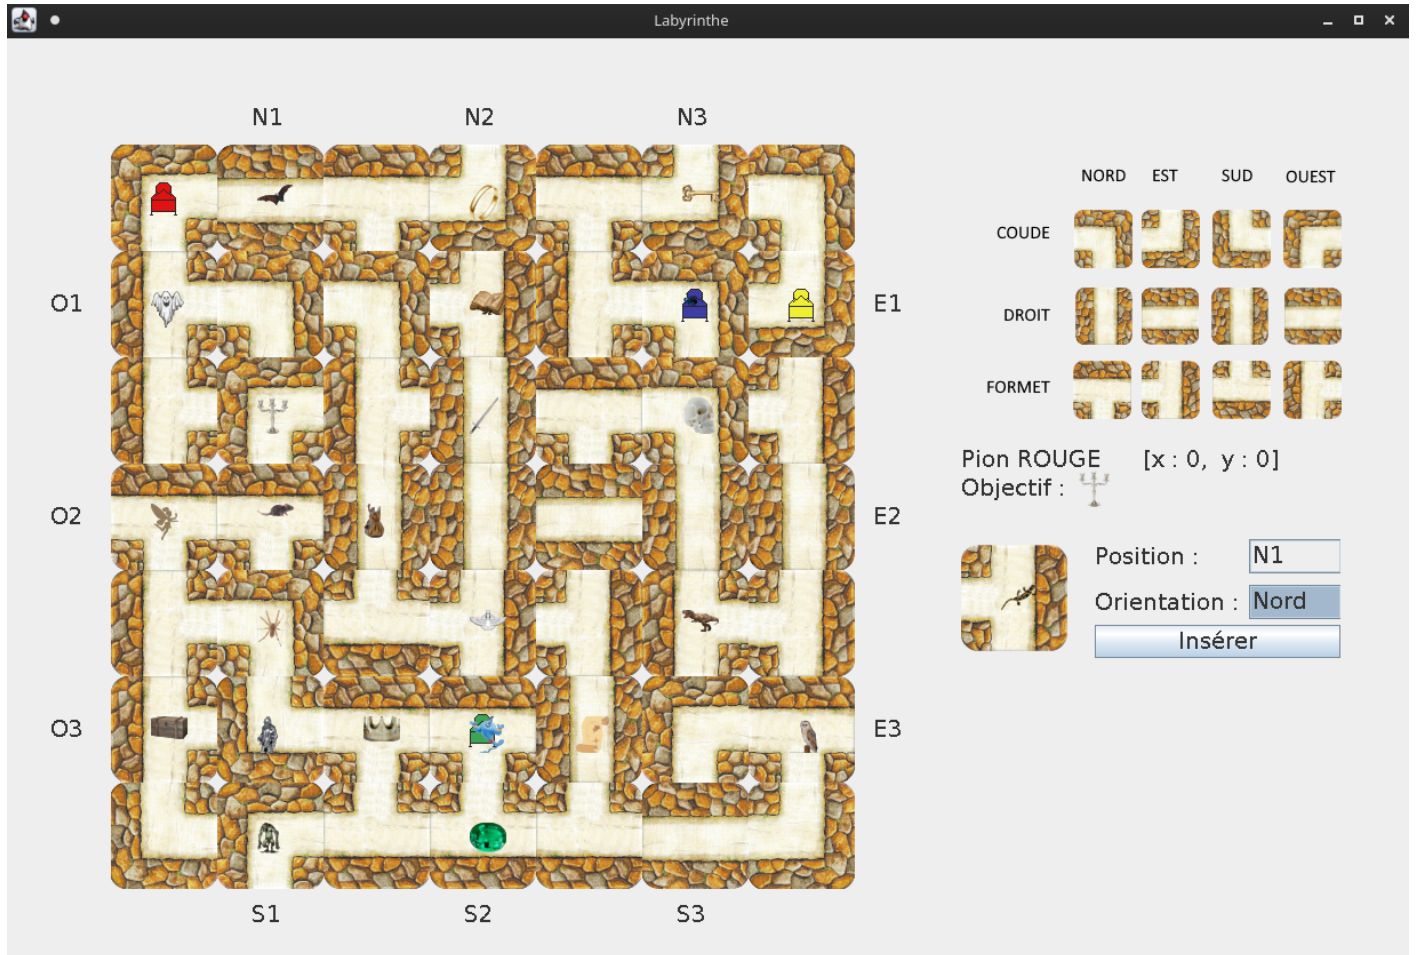 Labyrinthe
N1 N2 N3
NORD EST SUD OUEST
COUDE
O1 E1
DROIT
FORMET
Pion ROUGE [x : 0, y : 0]
Objectif :
O2 E2
Position : N1
Orientation : Nord
Insérer
O3 E3
S1 S2 S3